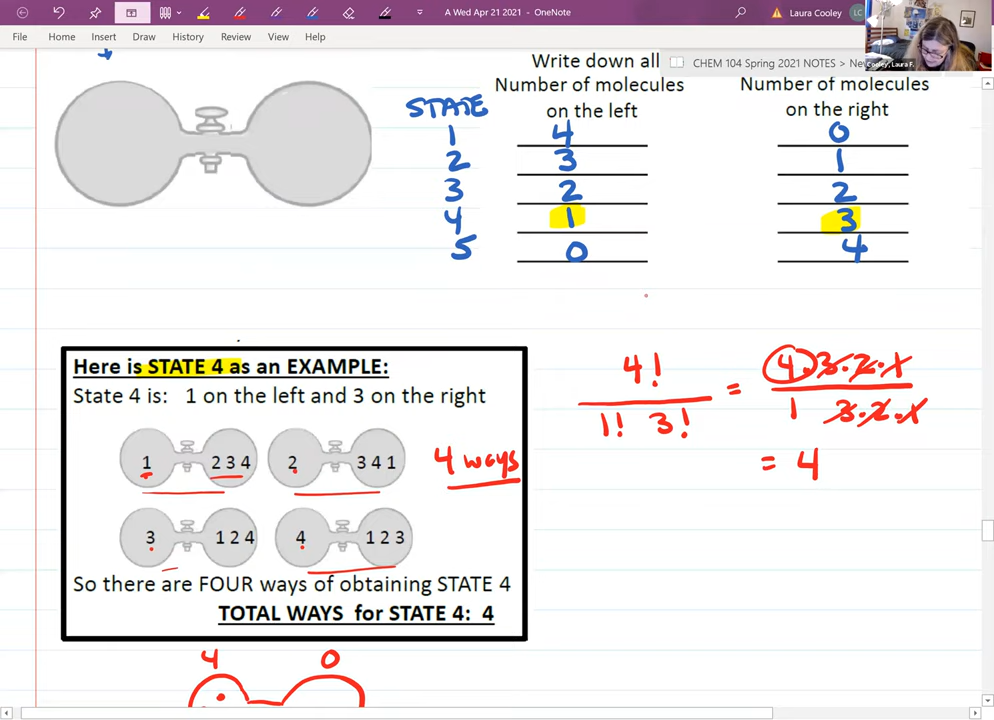 A Wed Apr 21 2021 - OneNote
Laura Cooley
LC
File Home Insert Draw History Review View Help
Cooley, Laura F.
CHEM 104 Spring 2021 NOTES > Ne
Write down all
Number of molecules
on the left
Number of molecules
on the right
STATE
1 4 0
2 3 1
3 2 2
4 1 3
5 0 4
Here is STATE 4 as an EXAMPLE:
State 4 is: 1 on the left and 3 on the right
1 2 3 4 2 3 4 1
4 ways
3 1 2 4 4 1 2 3
So there are FOUR ways of obtaining STATE 4
TOTAL WAYS for STATE 4: 4
4! = 4·3·2·1
1! 3! 1 3·2·1
= 4
4 0